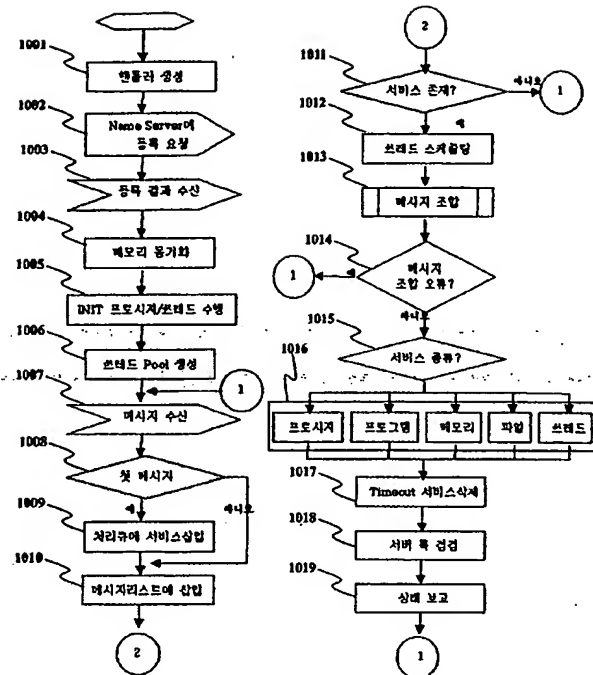 1001
핸들러 생성
1002
Name Server에
등록 요청
1003
등록 결과 수신
1004
메모리 동기화
1005
INIT 프로시저/쓰레드 수행
1006
쓰레드 Pool 생성
1
1007
메시지 수신
1008
첫 메시지
예
아니오
1009
처리큐에 서비스삽입
1010
메시지리스트에 삽입
2
2
1011
서비스 존재?
아니오
1
예
1012
쓰레드 스케쥴링
1013
메시지 조합
1014
메시지
조합 오류?
예
1
아니오
1015
서비스 종류?
1016
프로시저
프로그램
메모리
파일
쓰레드
1017
Timeout 서비스삭제
1018
서버 록 점검
1019
상태 보고
1